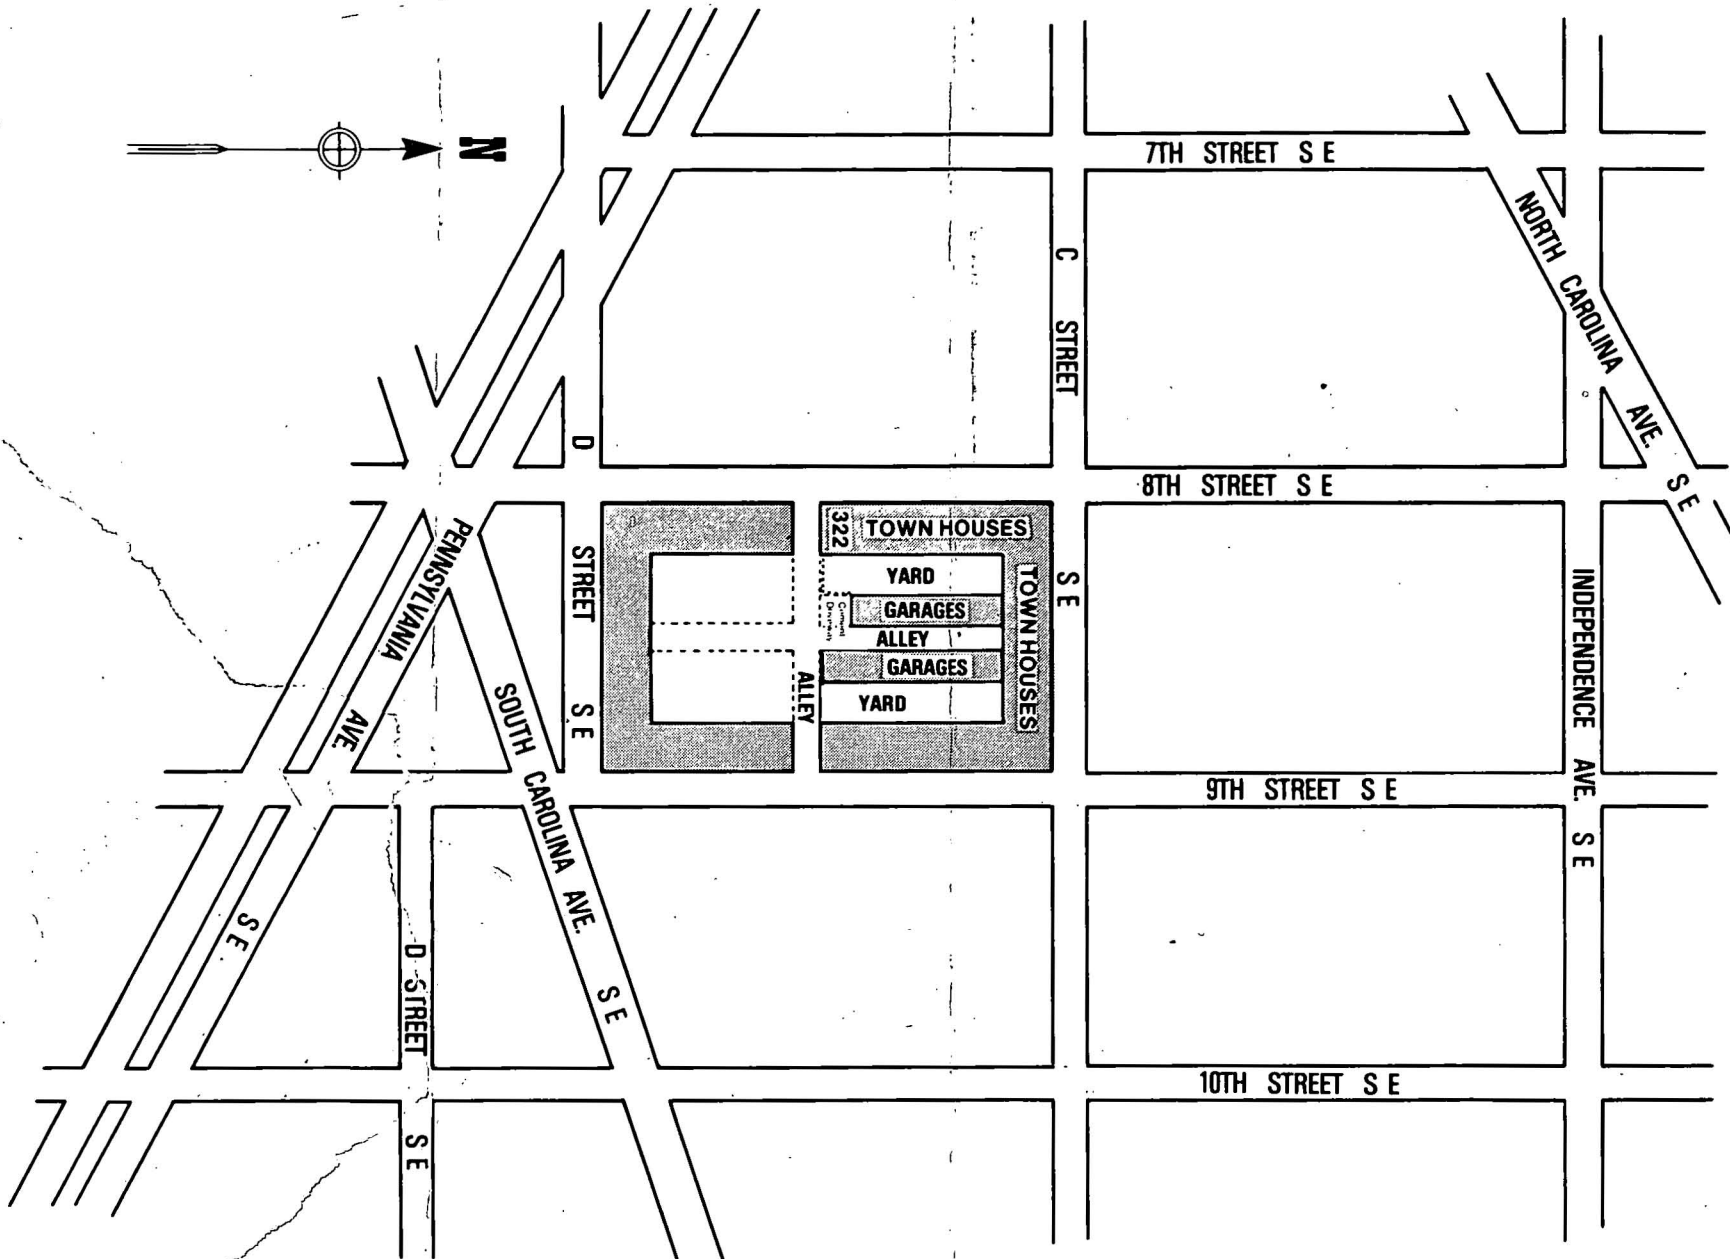 N
7TH STREET S E
NORTH CAROLINA AVE. S E
C STREET S E
8TH STREET S E
D STREET S E
322
TOWN HOUSES
TOWN HOUSES
YARD
GARAGES
Cement
ALLEY
GARAGES
YARD
ALLEY
PENNSYLVANIA AVE. S E
SOUTH CAROLINA AVE. S E
INDEPENDENCE AVE. S E
9TH STREET S E
D STREET S E
10TH STREET S E